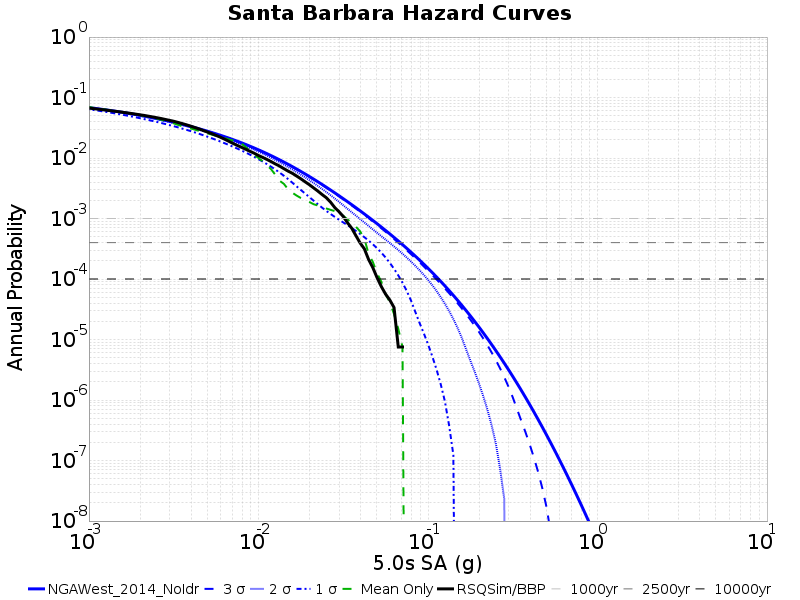 Santa Barbara Hazard Curves
10^0
10^-1
10^-2
10^-3
10^-4
10^-5
10^-6
10^-7
10^-8
Annual Probability
10^-3 10^-2 10^-1 10^0 10^1
5.0s SA (g)
NGAWest_2014_NoIdr 3 σ 2 σ 1 σ Mean Only RSQSim/BBP 1000yr 2500yr 10000yr